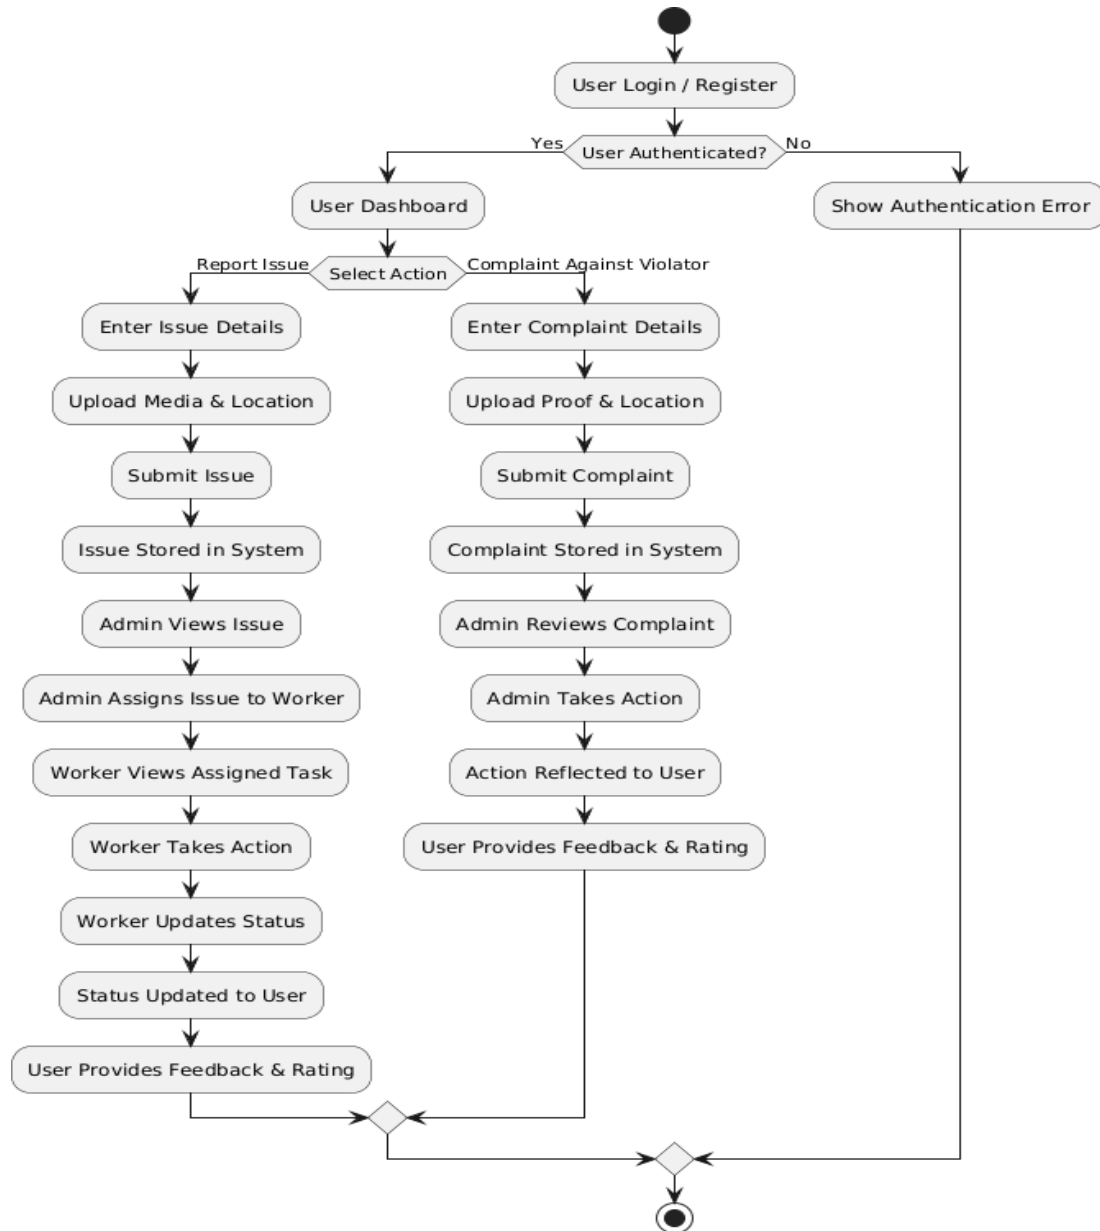 User Login / Register
Yes
User Authenticated?
No
User Dashboard
Show Authentication Error
Report Issue
Select Action
Complaint Against Violator
Enter Issue Details
Enter Complaint Details
Upload Media & Location
Upload Proof & Location
Submit Issue
Submit Complaint
Issue Stored in System
Complaint Stored in System
Admin Views Issue
Admin Reviews Complaint
Admin Assigns Issue to Worker
Admin Takes Action
Worker Views Assigned Task
Action Reflected to User
Worker Takes Action
User Provides Feedback & Rating
Worker Updates Status
Status Updated to User
User Provides Feedback & Rating